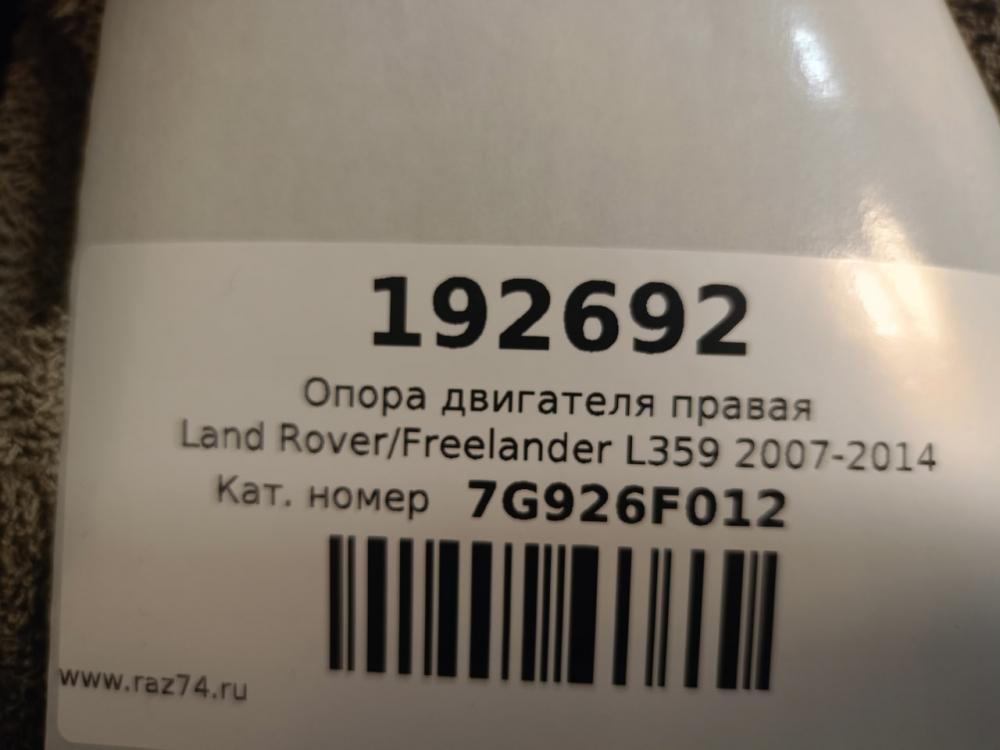 192692
Опора двигателя правая
Land Rover/Freelander L359 2007-2014
Кат. номер 7G926F012
www.raz74.ru